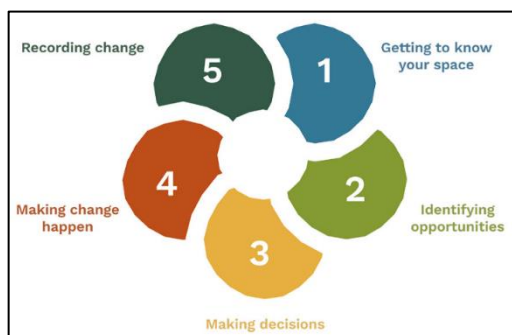 1
Getting to know
your space
2
Identifying
opportunities
3
Making decisions
4
Making change
happen
5
Recording change